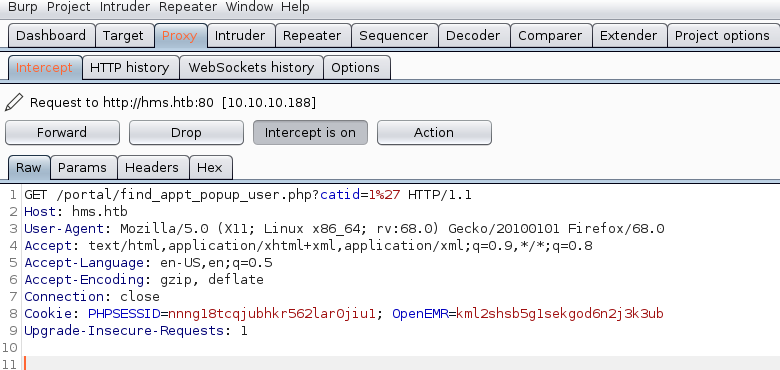 Burp Project Intruder Repeater Window Help
Dashboard Target Proxy Intruder Repeater Sequencer Decoder Comparer Extender Project options
Intercept HTTP history WebSockets history Options
Request to http://hms.htb:80 [10.10.10.188]
Forward Drop Intercept is on Action
Raw Params Headers Hex
1 GET /portal/find_appt_popup_user.php?catid=1%27 HTTP/1.1
2 Host: hms.htb
3 User-Agent: Mozilla/5.0 (X11; Linux x86_64; rv:68.0) Gecko/20100101 Firefox/68.0
4 Accept: text/html,application/xhtml+xml,application/xml;q=0.9,*/*;q=0.8
5 Accept-Language: en-US,en;q=0.5
6 Accept-Encoding: gzip, deflate
7 Connection: close
8 Cookie: PHPSESSID=nnng18tcqjubhkr562lar0jiu1; OpenEMR=kml2shsb5g1sekgod6n2j3k3ub
9 Upgrade-Insecure-Requests: 1
10
11